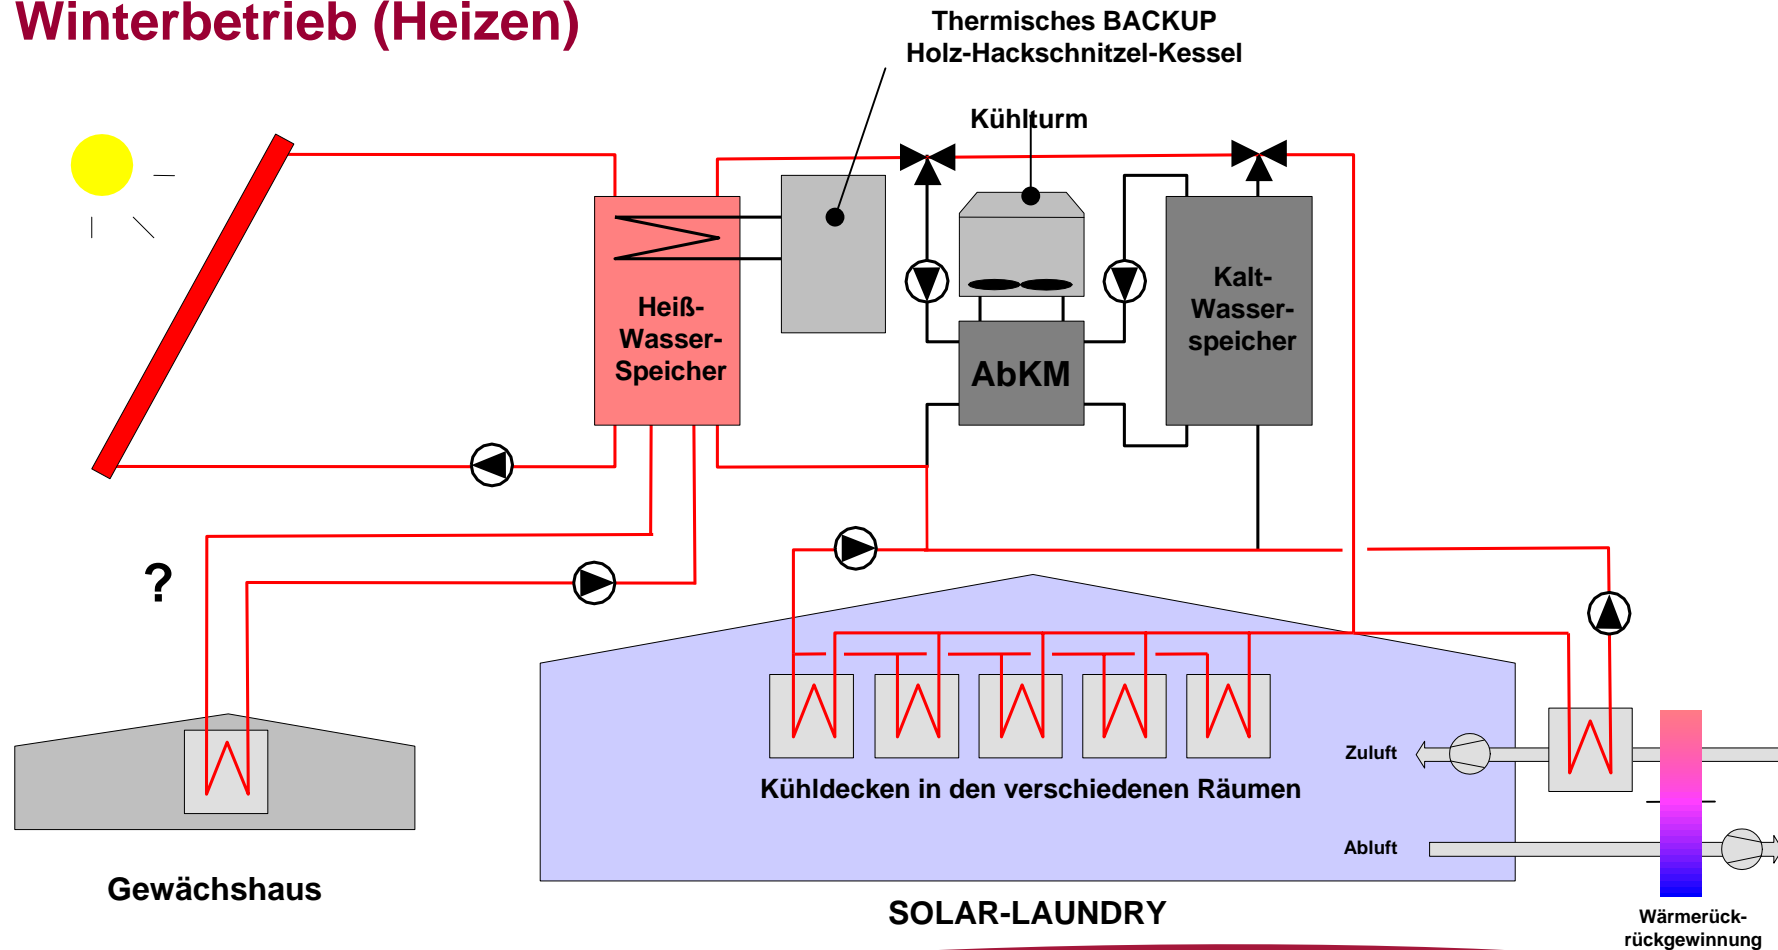 Winterbetrieb (Heizen)
Thermisches BACKUP
Holz-Hackschnitzel-Kessel
Kühlturm
Heiß-
Wasser-
Speicher
AbKM
Kalt-
Wasser-
speicher
?
Kühldecken in den verschiedenen Räumen
Zuluft
Abluft
Gewächshaus
SOLAR-LAUNDRY
Wärmerück-
rückgewinnung